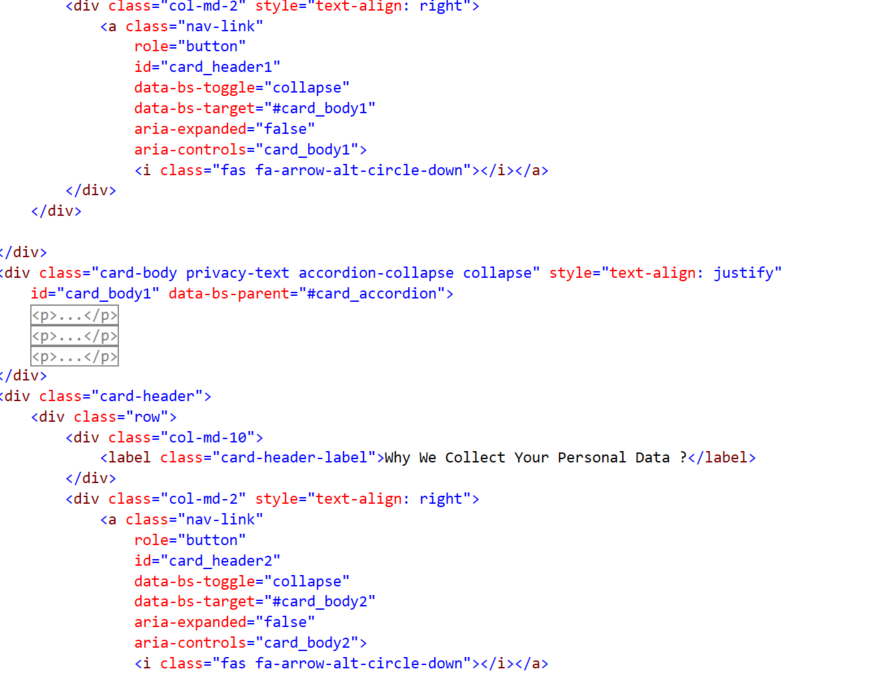 <div class="col-md-2" style="text-align: right">
<a class="nav-link"
role="button"
id="card_header1"
data-bs-toggle="collapse"
data-bs-target="#card_body1"
aria-expanded="false"
aria-controls="card_body1">
<i class="fas fa-arrow-alt-circle-down"></i></a>
</div>
</div>
</div>
<div class="card-body privacy-text accordion-collapse collapse" style="text-align: justify"
id="card_body1" data-bs-parent="#card_accordion">
<p>...</p>
<p>...</p>
<p>...</p>
</div>
<div class="card-header">
<div class="row">
<div class="col-md-10">
<label class="card-header-label">Why We Collect Your Personal Data ?</label>
</div>
<div class="col-md-2" style="text-align: right">
<a class="nav-link"
role="button"
id="card_header2"
data-bs-toggle="collapse"
data-bs-target="#card_body2"
aria-expanded="false"
aria-controls="card_body2">
<i class="fas fa-arrow-alt-circle-down"></i></a>